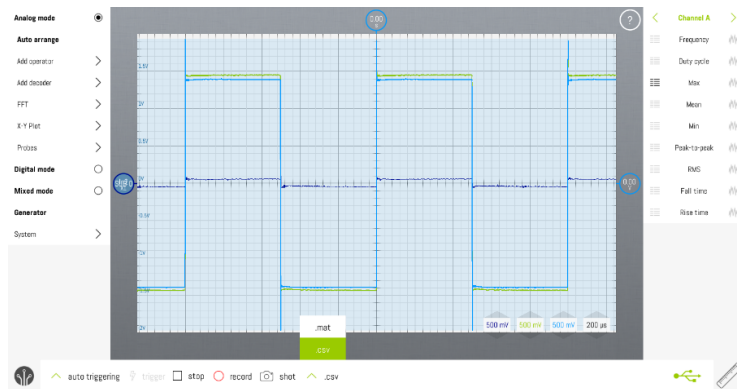 Analog mode
Auto arrange
Add operator
Add decoder
FFT
X-Y Plot
Probes
Digital mode
Mixed mode
Generator
System
0.00
?
1.5V
1V
0.5V
0V
-0.5V
-1V
-2V
0.00
V
.mat
.csv
500 mV
500 mV
500 mV
200 µs
Channel A
Frequency
Duty cycle
Max
Mean
Min
Peak-to-peak
RMS
Fall time
Rise time
auto triggering
trigger
stop
record
shot
.csv